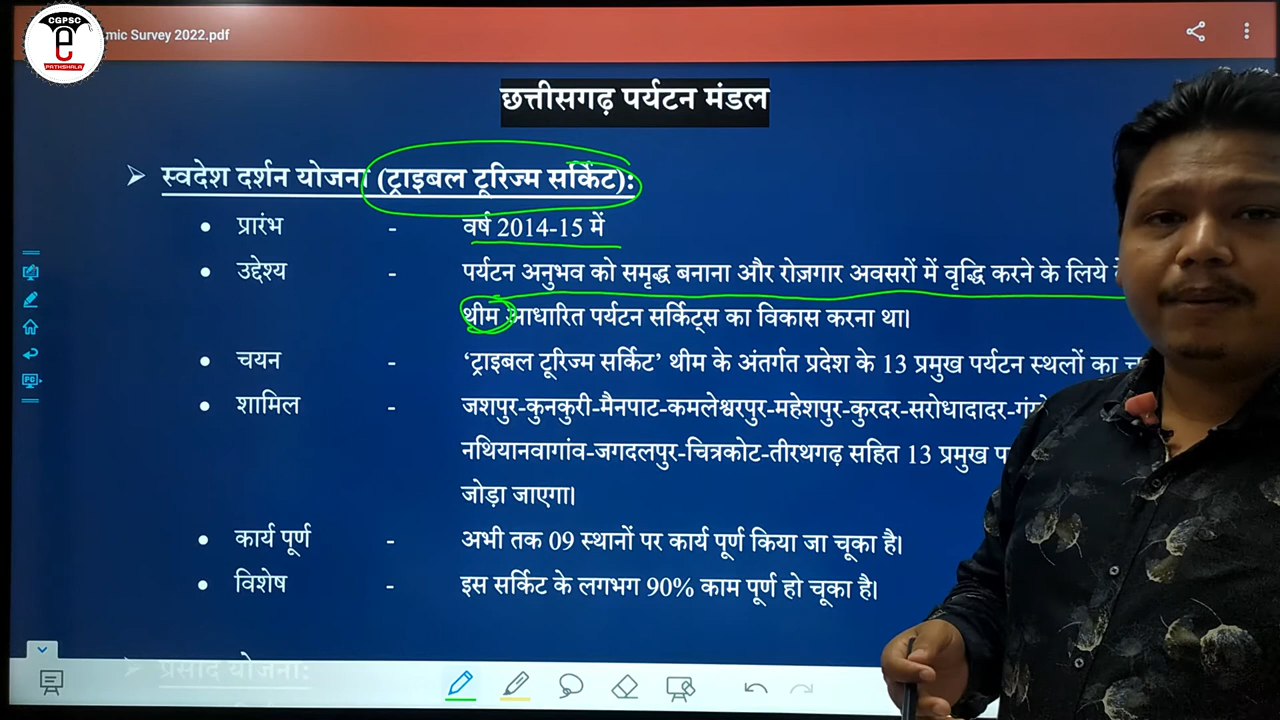 CGPSC
e
PATHSHALA
mic Survey 2022.pdf
छत्तीसगढ़ पर्यटन मंडल
➢ स्वदेश दर्शन योजना (ट्राइबल टूरिज्म सर्किट):
• प्रारंभ - वर्ष 2014-15 में
• उद्देश्य - पर्यटन अनुभव को समृद्ध बनाना और रोज़गार अवसरों में वृद्धि करने के लिये
थीम आधारित पर्यटन सर्किट्स का विकास करना था।
• चयन - ‘ट्राइबल टूरिज्म सर्किट’ थीम के अंतर्गत प्रदेश के 13 प्रमुख पर्यटन स्थलों का
• शामिल - जशपुर-कुनकुरी-मैनपाट-कमलेश्वरपुर-महेशपुर-कुरदर-सरोधादादर-
नथियानवागांव-जगदलपुर-चित्रकोट-तीरथगढ़ सहित 13 प्रमुख
जोड़ा जाएगा।
• कार्य पूर्ण - अभी तक 09 स्थानों पर कार्य पूर्ण किया जा चूका है।
• विशेष - इस सर्किट के लगभग 90% काम पूर्ण हो चूका है।
➢ प्रसाद योजना: